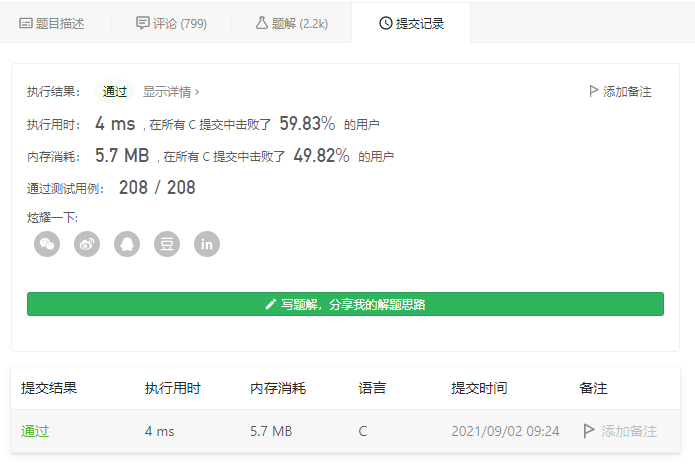 题目描述 评论 (799) 题解 (2.2k) 提交记录
执行结果： 通过 显示详情 › 添加备注
执行用时： 4 ms , 在所有 C 提交中击败了 59.83% 的用户
内存消耗： 5.7 MB , 在所有 C 提交中击败了 49.82% 的用户
通过测试用例： 208 / 208
炫耀一下:
豆 in
写题解，分享我的解题思路
提交结果 执行用时 内存消耗 语言 提交时间 备注
通过 4 ms 5.7 MB C 2021/09/02 09:24 添加备注